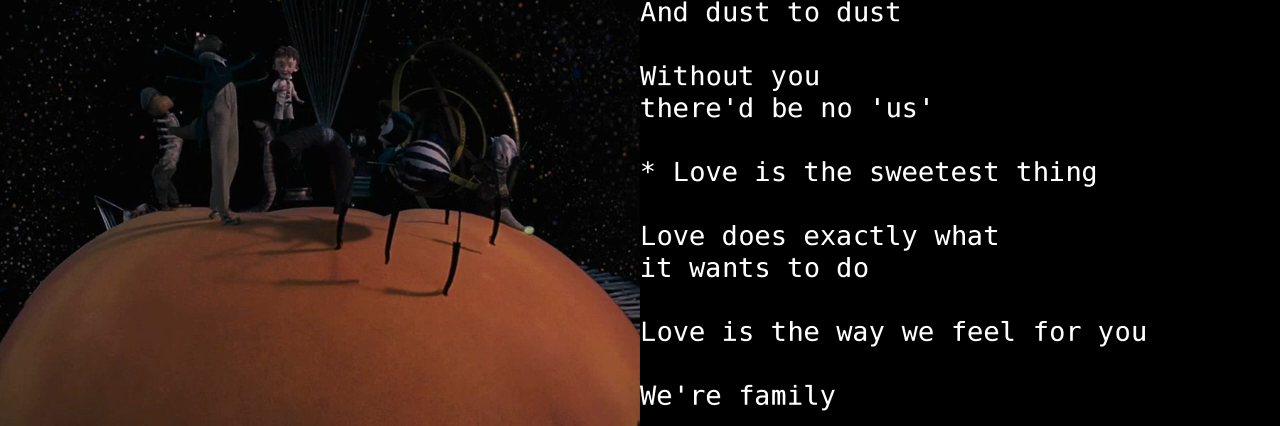 And dust to dust
Without you
there'd be no 'us'
* Love is the sweetest thing
Love does exactly what
it wants to do
Love is the way we feel for you
We're family